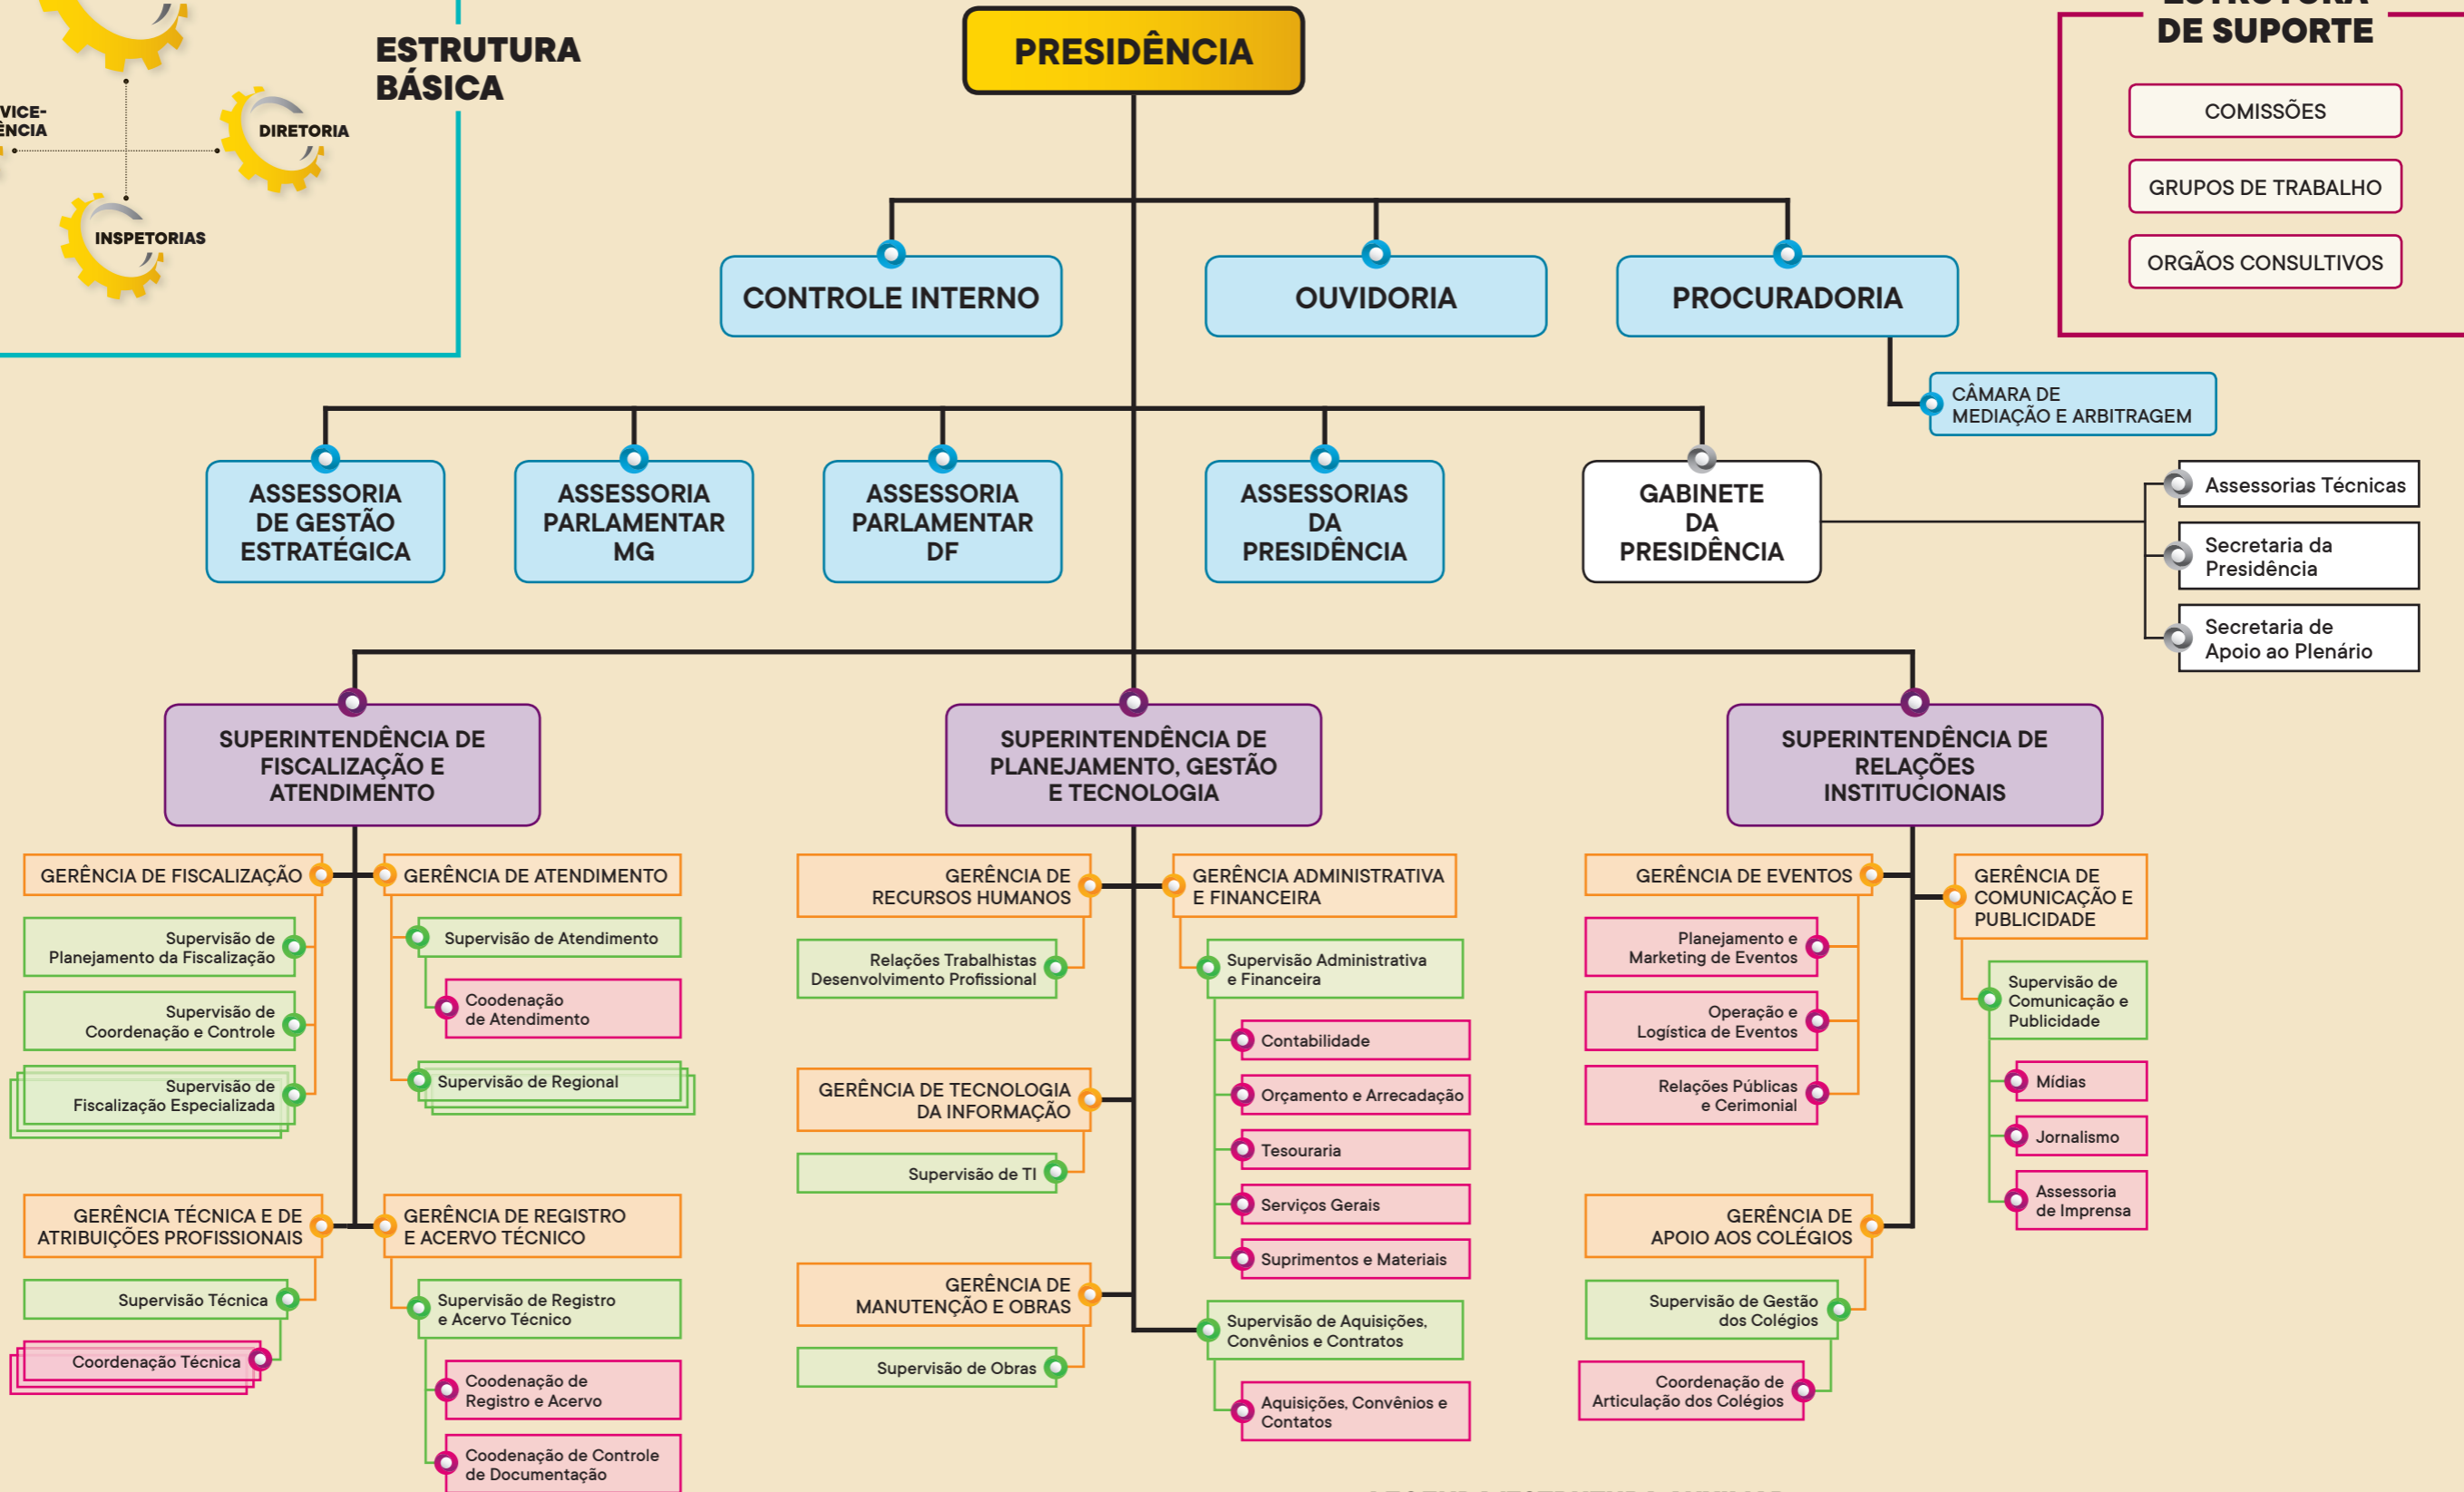 ESTRUTURA
BÁSICA
VICE-
ÊNCIA
DIRETORIA
INSPETORIAS
PRESIDÊNCIA
ESTRUTURA
DE SUPORTE
COMISSÕES
GRUPOS DE TRABALHO
ORGÃOS CONSULTIVOS
CONTROLE INTERNO
OUVIDORIA
PROCURADORIA
CÂMARA DE
MEDIAÇÃO E ARBITRAGEM
ASSESSORIA
DE GESTÃO
ESTRATÉGICA
ASSESSORIA
PARLAMENTAR
MG
ASSESSORIA
PARLAMENTAR
DF
ASSESSORIAS
DA
PRESIDÊNCIA
GABINETE
DA
PRESIDÊNCIA
Assessorias Técnicas
Secretaria da
Presidência
Secretaria de
Apoio ao Plenário
SUPERINTENDÊNCIA DE
FISCALIZAÇÃO E
ATENDIMENTO
GERÊNCIA DE FISCALIZAÇÃO
Supervisão de
Planejamento da Fiscalização
Supervisão de
Coordenação e Controle
Supervisão de
Fiscalização Especializada
GERÊNCIA DE ATENDIMENTO
Supervisão de Atendimento
Coodenação
de Atendimento
Supervisão de Regional
GERÊNCIA TÉCNICA E DE
ATRIBUIÇÕES PROFISSIONAIS
Supervisão Técnica
Coordenação Técnica
GERÊNCIA DE REGISTRO
E ACERVO TÉCNICO
Supervisão de Registro
e Acervo Técnico
Coodenação de
Registro e Acervo
Coodenação de Controle
de Documentação
SUPERINTENDÊNCIA DE
PLANEJAMENTO, GESTÃO
E TECNOLOGIA
GERÊNCIA DE
RECURSOS HUMANOS
Relações Trabalhistas
Desenvolvimento Profissional
GERÊNCIA DE TECNOLOGIA
DA INFORMAÇÃO
Supervisão de TI
GERÊNCIA DE
MANUTENÇÃO E OBRAS
Supervisão de Obras
GERÊNCIA ADMINISTRATIVA
E FINANCEIRA
Supervisão Administrativa
e Financeira
Contabilidade
Orçamento e Arrecadação
Tesouraria
Serviços Gerais
Suprimentos e Materiais
Supervisão de Aquisições,
Convênios e Contratos
Aquisições, Convênios e
Contatos
SUPERINTENDÊNCIA DE
RELAÇÕES
INSTITUCIONAIS
GERÊNCIA DE EVENTOS
Planejamento e
Marketing de Eventos
Operação e
Logística de Eventos
Relações Públicas
e Cerimonial
GERÊNCIA DE
APOIO AOS COLÉGIOS
Supervisão de Gestão
dos Colégios
Coordenação de
Articulação dos Colégios
GERÊNCIA DE
COMUNICAÇÃO E
PUBLICIDADE
Supervisão de
Comunicação e
Publicidade
Mídias
Jornalismo
Assessoria
de Imprensa